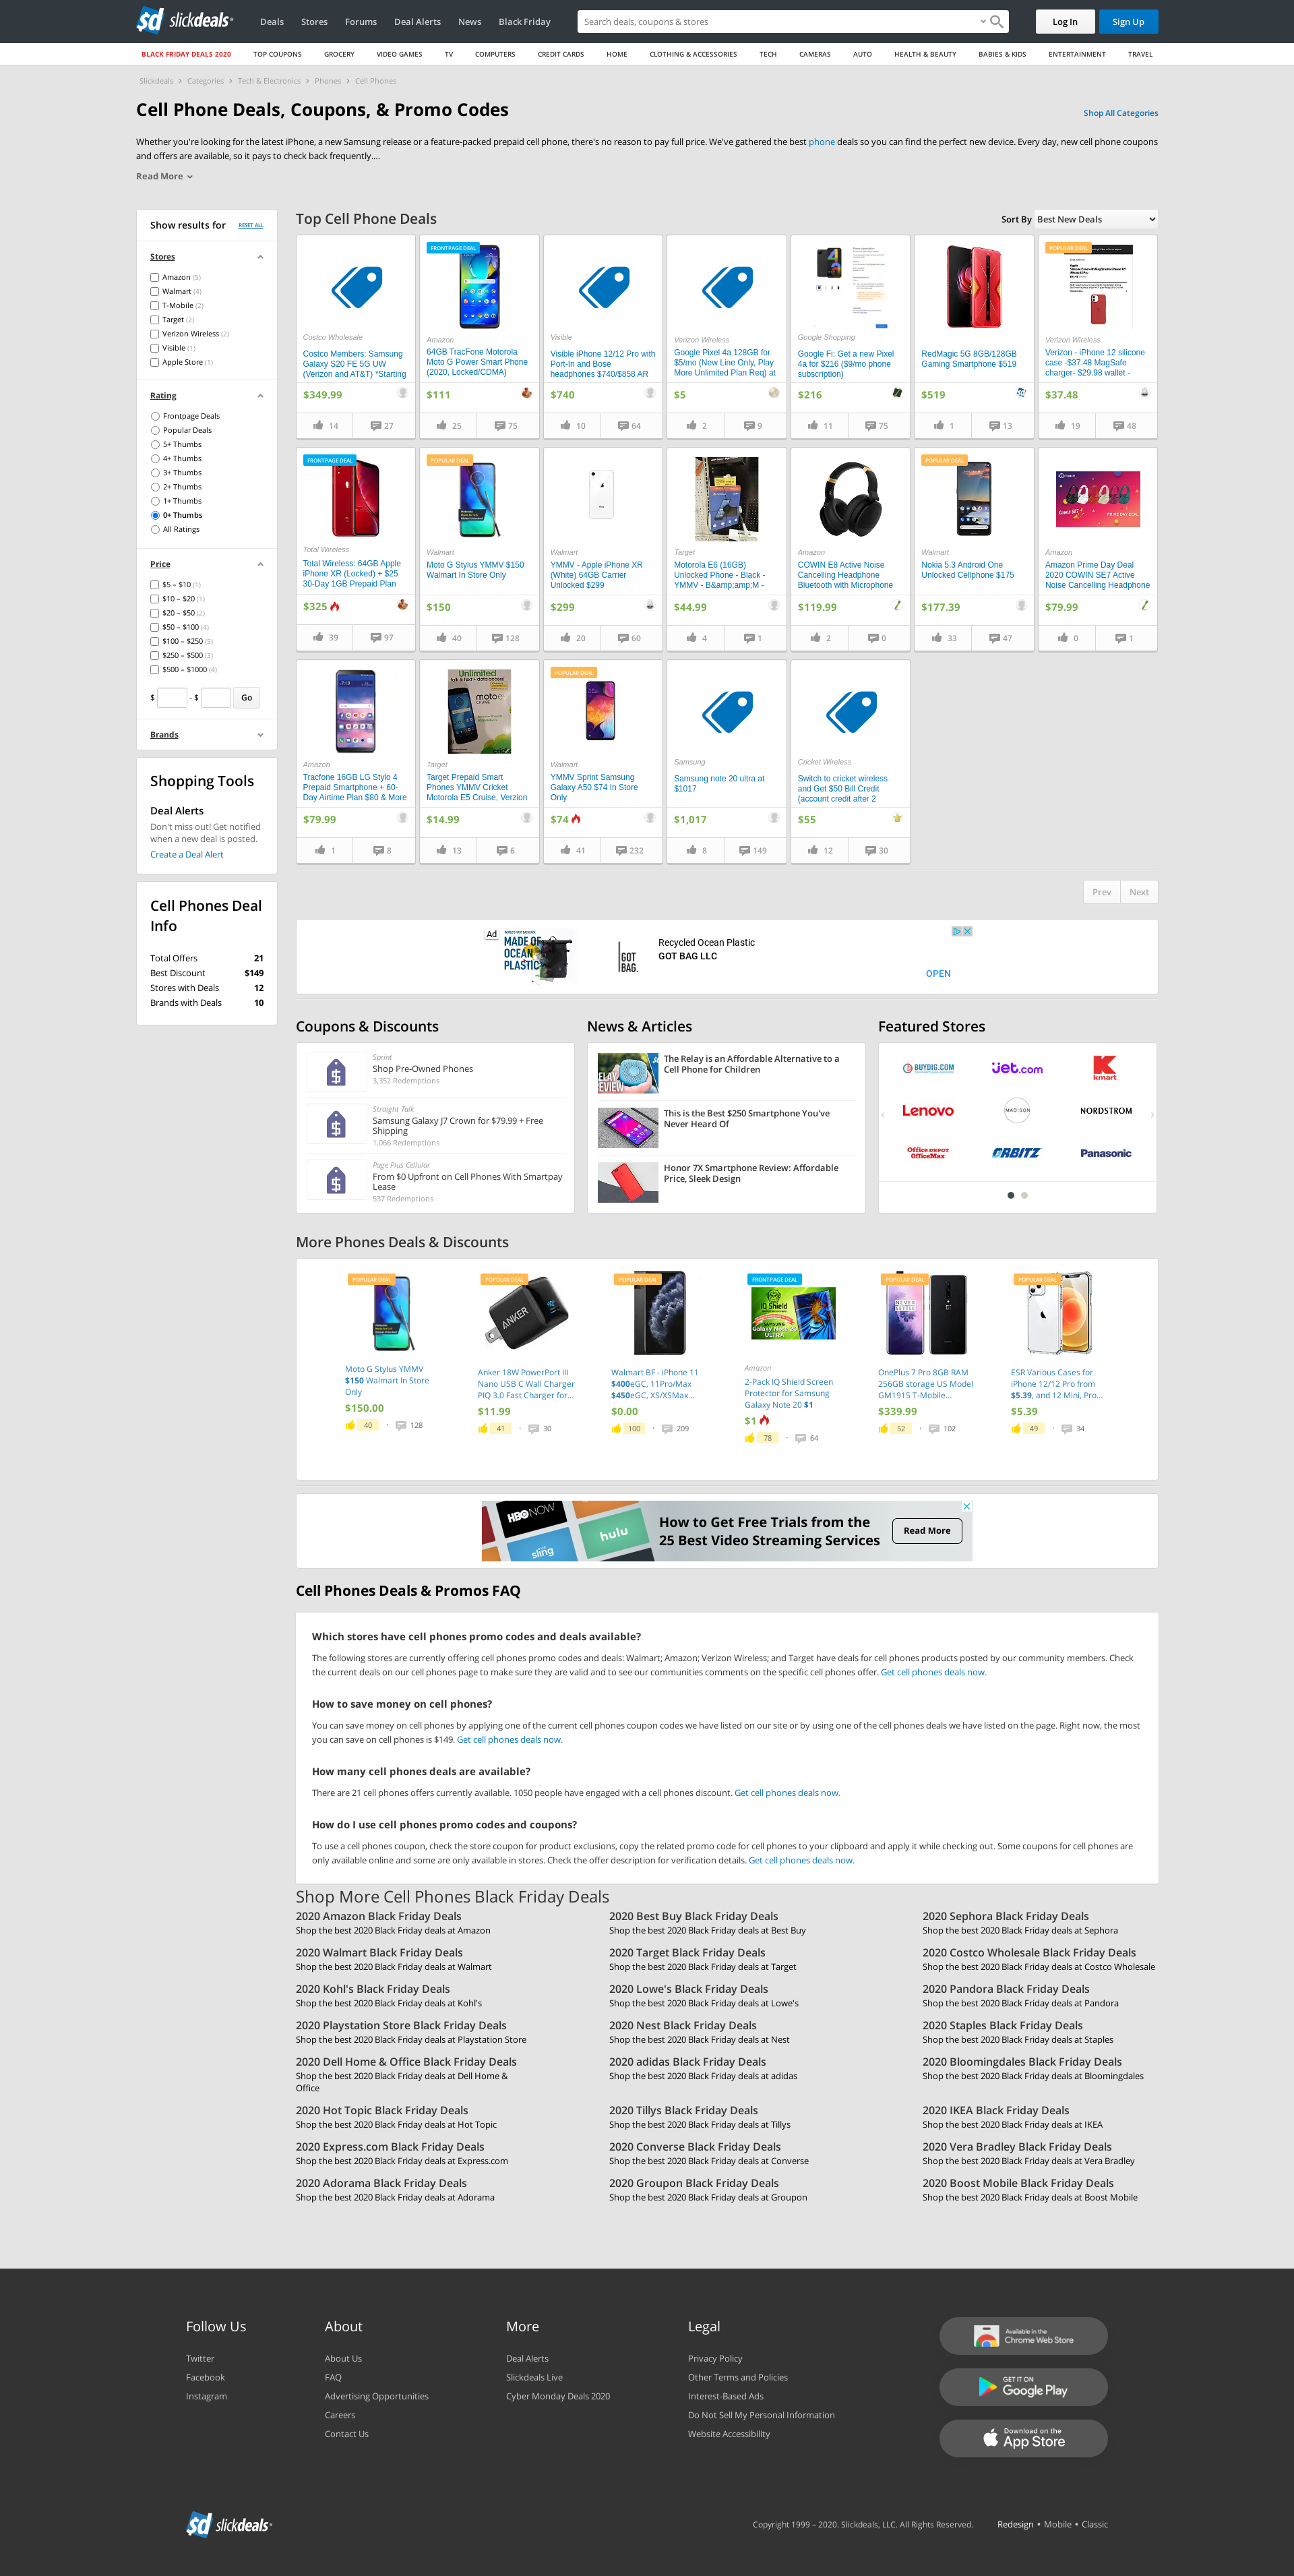 slickdeals
Deals
Stores
Forums
Deal Alerts
News
Black Friday
Search deals, coupons & stores
Log In
Sign Up
BLACK FRIDAY DEALS 2020
TOP COUPONS
GROCERY
VIDEO GAMES
TV
COMPUTERS
CREDIT CARDS
HOME
CLOTHING & ACCESSORIES
TECH
CAMERAS
AUTO
HEALTH & BEAUTY
BABIES & KIDS
ENTERTAINMENT
TRAVEL
Slickdeals > Categories > Tech & Electronics > Phones > Cell Phones
Cell Phone Deals, Coupons, & Promo Codes
Shop All Categories
Whether you're looking for the latest iPhone, a new Samsung release or a feature-packed prepaid cell phone, there's no reason to pay full price. We've gathered the best phone deals so you can find the perfect new device. Every day, new cell phone coupons
and offers are available, so it pays to check back frequently....
Read More
Show results for
RESET ALL
Stores
Amazon (5)
Walmart (4)
T-Mobile (2)
Target (2)
Verizon Wireless (2)
Visible (1)
Apple Store (1)
Rating
Frontpage Deals
Popular Deals
5+ Thumbs
4+ Thumbs
3+ Thumbs
2+ Thumbs
1+ Thumbs
0+ Thumbs
All Ratings
Price
$5 – $10 (1)
$10 – $20 (1)
$20 – $50 (2)
$50 – $100 (4)
$100 – $250 (5)
$250 – $500 (3)
$500 – $1000 (4)
$ - $ Go
Brands
Shopping Tools
Deal Alerts
Don't miss out! Get notified
when a new deal is posted.
Create a Deal Alert
Cell Phones Deal
Info
Total Offers 21
Best Discount $149
Stores with Deals 12
Brands with Deals 10
Top Cell Phone Deals
Sort By Best New Deals
Costco Wholesale
Costco Members: Samsung
Galaxy S20 FE 5G UW
(Verizon and AT&T) *Starting
$349.99
14 27
FRONTPAGE DEAL
Amazon
64GB TracFone Motorola
Moto G Power Smart Phone
(2020, Locked/CDMA)
$111
25 75
Visible
Visible iPhone 12/12 Pro with
Port-In and Bose
headphones $740/$858 AR
$740
10 64
Verizon Wireless
Google Pixel 4a 128GB for
$5/mo (New Line Only, Play
More Unlimited Plan Req) at
$5
2 9
Google Shopping
Google Fi: Get a new Pixel
4a for $216 ($9/mo phone
subscription)
$216
11 75
RedMagic 5G 8GB/128GB
Gaming Smartphone $519
$519
1 13
POPULAR DEAL
Verizon Wireless
Verizon - iPhone 12 silicone
case -$37.48 MagSafe
charger- $29.98 wallet -
$37.48
19 48
FRONTPAGE DEAL
Total Wireless
Total Wireless: 64GB Apple
iPhone XR (Locked) + $25
30-Day 1GB Prepaid Plan
$325
39 97
POPULAR DEAL
Walmart
Moto G Stylus YMMV $150
Walmart In Store Only
$150
40 128
Walmart
YMMV - Apple iPhone XR
(White) 64GB Carrier
Unlocked $299
$299
20 60
Target
Motorola E6 (16GB)
Unlocked Phone - Black -
YMMV - B&amp;amp;M -
$44.99
4 1
Amazon
COWIN E8 Active Noise
Cancelling Headphone
Bluetooth with Microphone
$119.99
2 0
POPULAR DEAL
Walmart
Nokia 5.3 Android One
Unlocked Cellphone $175
$177.39
33 47
Amazon
Amazon Prime Day Deal
2020 COWIN SE7 Active
Noise Cancelling Headphone
$79.99
0 1
Amazon
Tracfone 16GB LG Stylo 4
Prepaid Smartphone + 60-
Day Airtime Plan $80 & More
$79.99
1 8
Unlimited
moto e
Target
Target Prepaid Smart
Phones YMMV Cricket
Motorola E5 Cruise, Verzion
$14.99
13 6
POPULAR DEAL
Walmart
YMMV Sprint Samsung
Galaxy A50 $74 In Store
Only
$74
41 232
Samsung
Samsung note 20 ultra at
$1017
$1,017
8 149
Cricket Wireless
Switch to cricket wireless
and Get $50 Bill Credit
(account credit after 2
$55
12 30
Prev
Next
Ad
MADE OF
OCEAN
PLASTIC
GOT
BAG.
Recycled Ocean Plastic
GOT BAG LLC
OPEN
Coupons & Discounts
Sprint
Shop Pre-Owned Phones
3,352 Redemptions
Straight Talk
Samsung Galaxy J7 Crown for $79.99 + Free
Shipping
1,066 Redemptions
Page Plus Cellular
From $0 Upfront on Cell Phones With Smartpay
Lease
537 Redemptions
News & Articles
The Relay is an Affordable Alternative to a
Cell Phone for Children
This is the Best $250 Smartphone You've
Never Heard Of
Honor 7X Smartphone Review: Affordable
Price, Sleek Design
Featured Stores
BUYDIG.COM
jet.com
kmart
Lenovo
MADISON
NORDSTROM
Office DEPOT
OfficeMax
ORBITZ
Panasonic
More Phones Deals & Discounts
POPULAR DEAL
Moto G Stylus YMMV
$150 Walmart In Store
Only
$150.00
40 · 128
POPULAR DEAL
ANKER
Anker 18W PowerPort III
Nano USB C Wall Charger
PIQ 3.0 Fast Charger for...
$11.99
41 · 30
POPULAR DEAL
Walmart BF - iPhone 11
$400eGC, 11Pro/Max
$450eGC, XS/XSMax...
$0.00
100 · 209
FRONTPAGE DEAL
IQ Shield
Amazon
2-Pack IQ Shield Screen
Protector for Samsung
Galaxy Note 20 $1
$1
78 · 64
POPULAR DEAL
OnePlus 7 Pro 8GB RAM
256GB storage US Model
GM1915 T-Mobile...
$339.99
52 · 102
POPULAR DEAL
ESR Various Cases for
iPhone 12/12 Pro from
$5.39, and 12 Mini, Pro...
$5.39
49 · 34
HBO NOW
hulu
sling
How to Get Free Trials from the
25 Best Video Streaming Services
Read More
Cell Phones Deals & Promos FAQ
Which stores have cell phones promo codes and deals available?
The following stores are currently offering cell phones promo codes and deals: Walmart; Amazon; Verizon Wireless; and Target have deals for cell phones products posted by our community members. Check
the current deals on our cell phones page to make sure they are valid and to see our communities comments on the specific cell phones offer. Get cell phones deals now.
How to save money on cell phones?
You can save money on cell phones by applying one of the current cell phones coupon codes we have listed on our site or by using one of the cell phones deals we have listed on the page. Right now, the most
you can save on cell phones is $149. Get cell phones deals now.
How many cell phones deals are available?
There are 21 cell phones offers currently available. 1050 people have engaged with a cell phones discount. Get cell phones deals now.
How do I use cell phones promo codes and coupons?
To use a cell phones coupon, check the store coupon for product exclusions, copy the related promo code for cell phones to your clipboard and apply it while checking out. Some coupons for cell phones are
only available online and some are only available in stores. Check the offer description for verification details. Get cell phones deals now.
Shop More Cell Phones Black Friday Deals
2020 Amazon Black Friday Deals
Shop the best 2020 Black Friday deals at Amazon
2020 Best Buy Black Friday Deals
Shop the best 2020 Black Friday deals at Best Buy
2020 Sephora Black Friday Deals
Shop the best 2020 Black Friday deals at Sephora
2020 Walmart Black Friday Deals
Shop the best 2020 Black Friday deals at Walmart
2020 Target Black Friday Deals
Shop the best 2020 Black Friday deals at Target
2020 Costco Wholesale Black Friday Deals
Shop the best 2020 Black Friday deals at Costco Wholesale
2020 Kohl's Black Friday Deals
Shop the best 2020 Black Friday deals at Kohl's
2020 Lowe's Black Friday Deals
Shop the best 2020 Black Friday deals at Lowe's
2020 Pandora Black Friday Deals
Shop the best 2020 Black Friday deals at Pandora
2020 Playstation Store Black Friday Deals
Shop the best 2020 Black Friday deals at Playstation Store
2020 Nest Black Friday Deals
Shop the best 2020 Black Friday deals at Nest
2020 Staples Black Friday Deals
Shop the best 2020 Black Friday deals at Staples
2020 Dell Home & Office Black Friday Deals
Shop the best 2020 Black Friday deals at Dell Home &
Office
2020 adidas Black Friday Deals
Shop the best 2020 Black Friday deals at adidas
2020 Bloomingdales Black Friday Deals
Shop the best 2020 Black Friday deals at Bloomingdales
2020 Hot Topic Black Friday Deals
Shop the best 2020 Black Friday deals at Hot Topic
2020 Tillys Black Friday Deals
Shop the best 2020 Black Friday deals at Tillys
2020 IKEA Black Friday Deals
Shop the best 2020 Black Friday deals at IKEA
2020 Express.com Black Friday Deals
Shop the best 2020 Black Friday deals at Express.com
2020 Converse Black Friday Deals
Shop the best 2020 Black Friday deals at Converse
2020 Vera Bradley Black Friday Deals
Shop the best 2020 Black Friday deals at Vera Bradley
2020 Adorama Black Friday Deals
Shop the best 2020 Black Friday deals at Adorama
2020 Groupon Black Friday Deals
Shop the best 2020 Black Friday deals at Groupon
2020 Boost Mobile Black Friday Deals
Shop the best 2020 Black Friday deals at Boost Mobile
Follow Us
Twitter
Facebook
Instagram
About
About Us
FAQ
Advertising Opportunities
Careers
Contact Us
More
Deal Alerts
Slickdeals Live
Cyber Monday Deals 2020
Legal
Privacy Policy
Other Terms and Policies
Interest-Based Ads
Do Not Sell My Personal Information
Website Accessibility
Available in the
Chrome Web Store
GET IT ON
Google Play
Download on the
App Store
slickdeals
Copyright 1999 – 2020. Slickdeals, LLC. All Rights Reserved.
Redesign • Mobile • Classic